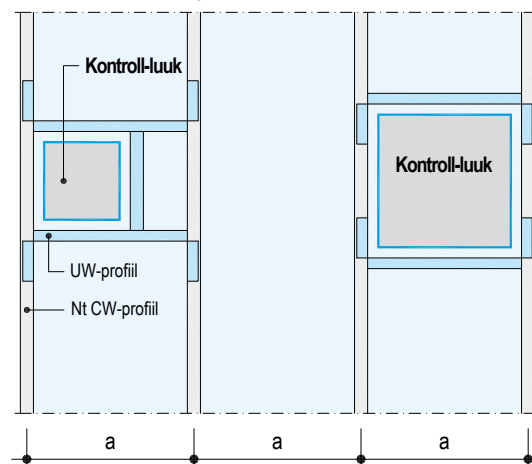 Kontroll-luuk
Kontroll-luuk
UW-profiil
Nt CW-profiil
a a a